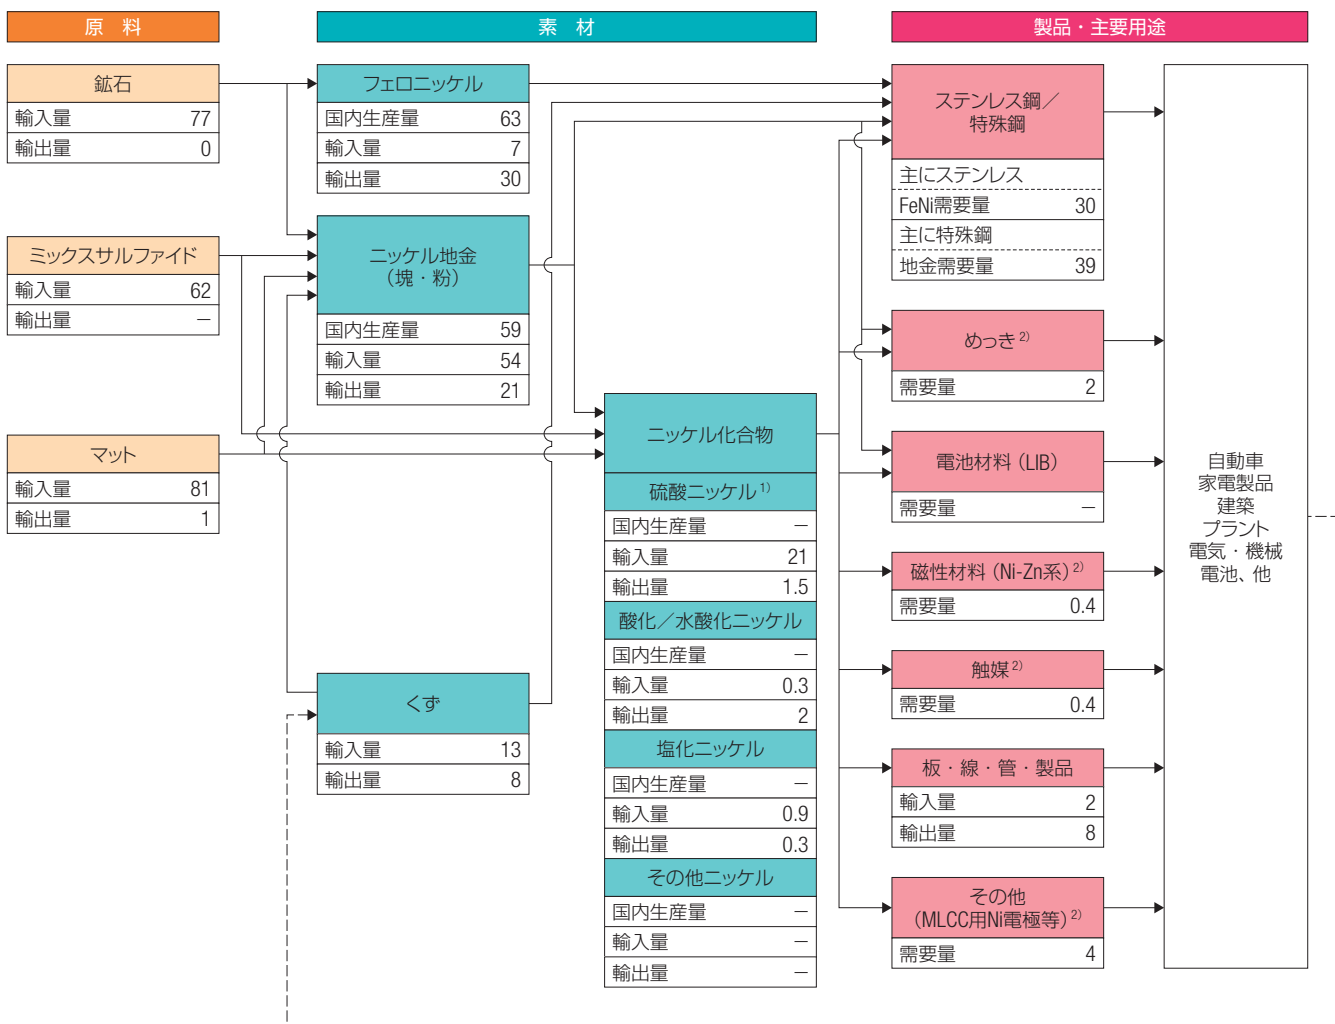 原　料
鉱石
輸入量 77
輸出量 0
ミックスサルファイド
輸入量 62
輸出量 －
マット
輸入量 81
輸出量 1
素　材
フェロニッケル
国内生産量 63
輸入量 7
輸出量 30
ニッケル地金
（塊・粉）
国内生産量 59
輸入量 54
輸出量 21
くず
輸入量 13
輸出量 8
ニッケル化合物
硫酸ニッケル 1)
国内生産量 －
輸入量 21
輸出量 1.5
酸化／水酸化ニッケル
国内生産量 －
輸入量 0.3
輸出量 2
塩化ニッケル
国内生産量 －
輸入量 0.9
輸出量 0.3
その他ニッケル
国内生産量 －
輸入量 －
輸出量 －
製品・主要用途
ステンレス鋼／
特殊鋼
主にステンレス
FeNi需要量 30
主に特殊鋼
地金需要量 39
めっき 2)
需要量 2
電池材料（LIB）
需要量 －
磁性材料（Ni-Zn系）2)
需要量 0.4
触媒 2)
需要量 0.4
板・線・管・製品
輸入量 2
輸出量 8
その他
（MLCC用Ni電極等）2)
需要量 4
自動車
家電製品
建築
プラント
電気・機械
電池、他